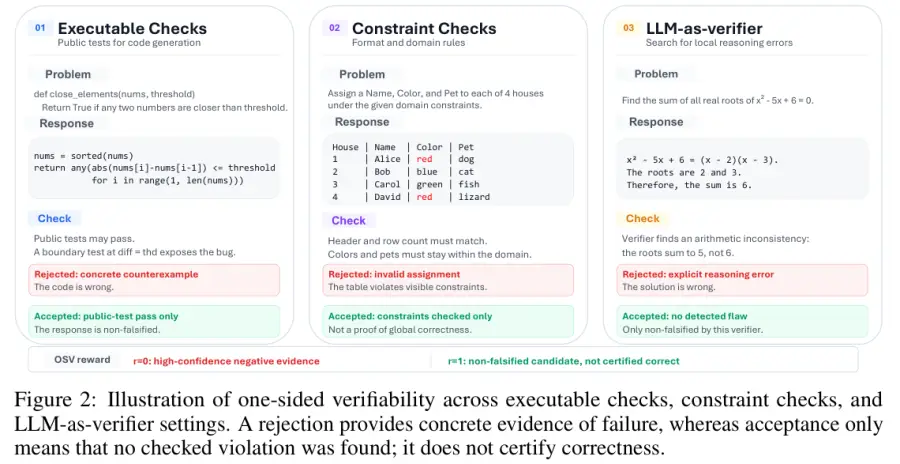 01 Executable Checks
Public tests for code generation
Problem
def close_elements(nums, threshold)
Return True if any two numbers are closer than threshold.
Response
nums = sorted(nums)
return any(abs(nums[i]-nums[i-1]) <= threshold
for i in range(1, len(nums)))
Check
Public tests may pass.
A boundary test at diff = thd exposes the bug.
Rejected: concrete counterexample
The code is wrong.
Accepted: public-test pass only
The response is non-falsified.
02 Constraint Checks
Format and domain rules
Problem
Assign a Name, Color, and Pet to each of 4 houses
under the given domain constraints.
Response
House | Name | Color | Pet
1 | Alice | red | dog
2 | Bob | blue | cat
3 | Carol | green | fish
4 | David | red | lizard
Check
Header and row count must match.
Colors and pets must stay within the domain.
Rejected: invalid assignment
The table violates visible constraints.
Accepted: constraints checked only
Not a proof of global correctness.
03 LLM-as-verifier
Search for local reasoning errors
Problem
Find the sum of all real roots of x² - 5x + 6 = 0.
Response
x² - 5x + 6 = (x - 2)(x - 3).
The roots are 2 and 3.
Therefore, the sum is 6.
Check
Verifier finds an arithmetic inconsistency:
the roots sum to 5, not 6.
Rejected: explicit reasoning error
The solution is wrong.
Accepted: no detected flaw
Only non-falsified by this verifier.
OSV reward r=0: high-confidence negative evidence r=1: non-falsified candidate, not certified correct
Figure 2: Illustration of one-sided verifiability across executable checks, constraint checks, and
LLM-as-verifier settings. A rejection provides concrete evidence of failure, whereas acceptance only
means that no checked violation was found; it does not certify correctness.